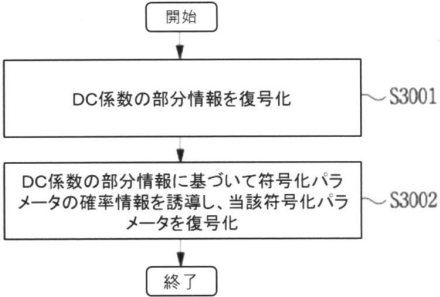 開始
DC係数の部分情報を復号化
S3001
DC係数の部分情報に基づいて符号化パラ
メータの確率情報を誘導し、当該符号化パラ
メータを復号化
S3002
終了